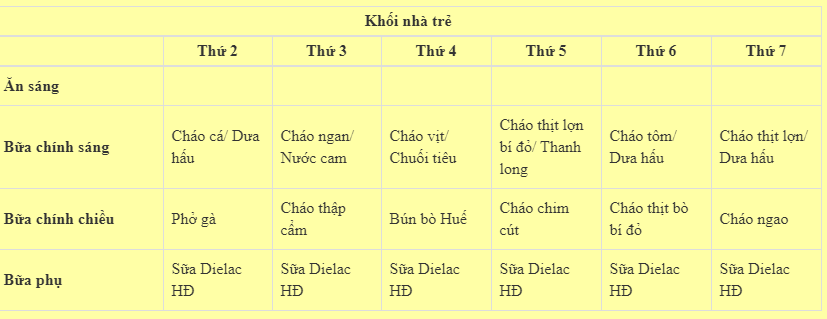 Khối nhà trẻ
Thứ 2 Thứ 3 Thứ 4 Thứ 5 Thứ 6 Thứ 7
Ăn sáng
Bữa chính sáng
Cháo cá/ Dưa
hấu
Cháo ngan/
Nước cam
Cháo vịt/
Chuối tiêu
Cháo thịt lợn
bí đỏ/ Thanh
long
Cháo tôm/
Dưa hấu
Cháo thịt lợn/
Dưa hấu
Bữa chính chiều
Phở gà
Cháo thập
cẩm
Bún bò Huế
Cháo chim
cút
Cháo thịt bò
bí đỏ
Cháo ngao
Bữa phụ
Sữa Dielac
HĐ
Sữa Dielac
HĐ
Sữa Dielac
HĐ
Sữa Dielac
HĐ
Sữa Dielac
HĐ
Sữa Dielac
HĐ